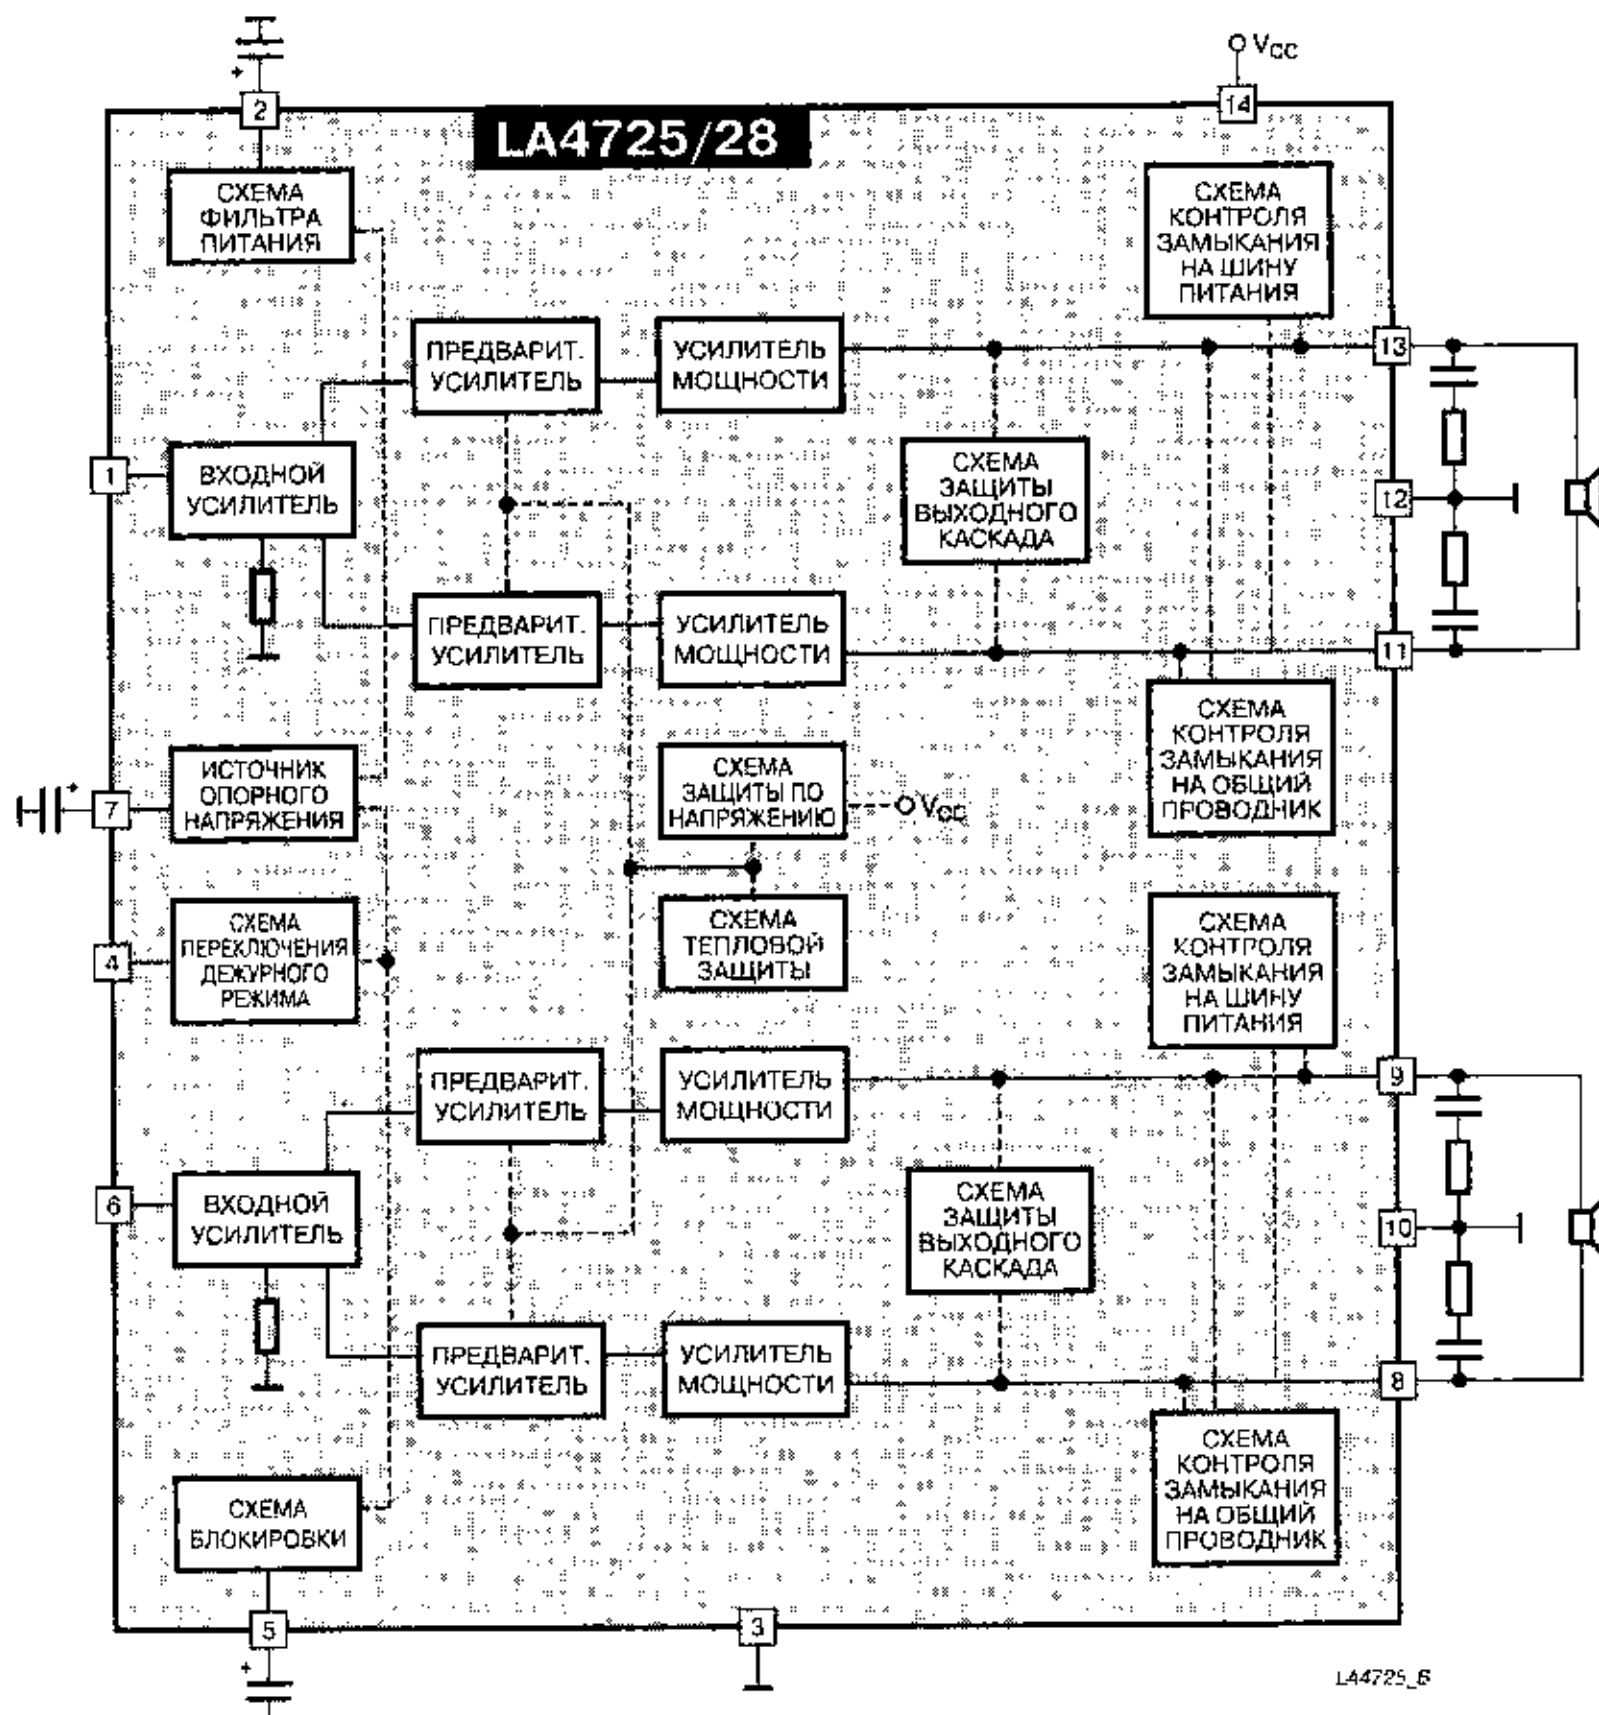 VCC
2
14
LA4725/28
СХЕМА
ФИЛЬТРА
ПИТАНИЯ
СХЕМА
КОНТРОЛЯ
ЗАМЫКАНИЯ
НА ШИНУ
ПИТАНИЯ
ПРЕДВАРИТ.
УСИЛИТЕЛЬ
УСИЛИТЕЛЬ
МОЩНОСТИ
13
1
ВХОДНОЙ
УСИЛИТЕЛЬ
СХЕМА
ЗАЩИТЫ
ВЫХОДНОГО
КАСКАДА
12
ПРЕДВАРИТ.
УСИЛИТЕЛЬ
УСИЛИТЕЛЬ
МОЩНОСТИ
11
СХЕМА
КОНТРОЛЯ
ЗАМЫКАНИЯ
НА ОБЩИЙ
ПРОВОДНИК
7
ИСТОЧНИК
ОПОРНОГО
НАПРЯЖЕНИЯ
СХЕМА
ЗАЩИТЫ ПО
НАПРЯЖЕНИЮ
VCC
4
СХЕМА
ПЕРЕКЛЮЧЕНИЯ
ДЕЖУРНОГО
РЕЖИМА
СХЕМА
ТЕПЛОВОЙ
ЗАЩИТЫ
СХЕМА
КОНТРОЛЯ
ЗАМЫКАНИЯ
НА ШИНУ
ПИТАНИЯ
ПРЕДВАРИТ.
УСИЛИТЕЛЬ
УСИЛИТЕЛЬ
МОЩНОСТИ
9
6
ВХОДНОЙ
УСИЛИТЕЛЬ
СХЕМА
ЗАЩИТЫ
ВЫХОДНОГО
КАСКАДА
10
ПРЕДВАРИТ.
УСИЛИТЕЛЬ
УСИЛИТЕЛЬ
МОЩНОСТИ
8
СХЕМА
КОНТРОЛЯ
ЗАМЫКАНИЯ
НА ОБЩИЙ
ПРОВОДНИК
СХЕМА
БЛОКИРОВКИ
5
3
LA4725_B